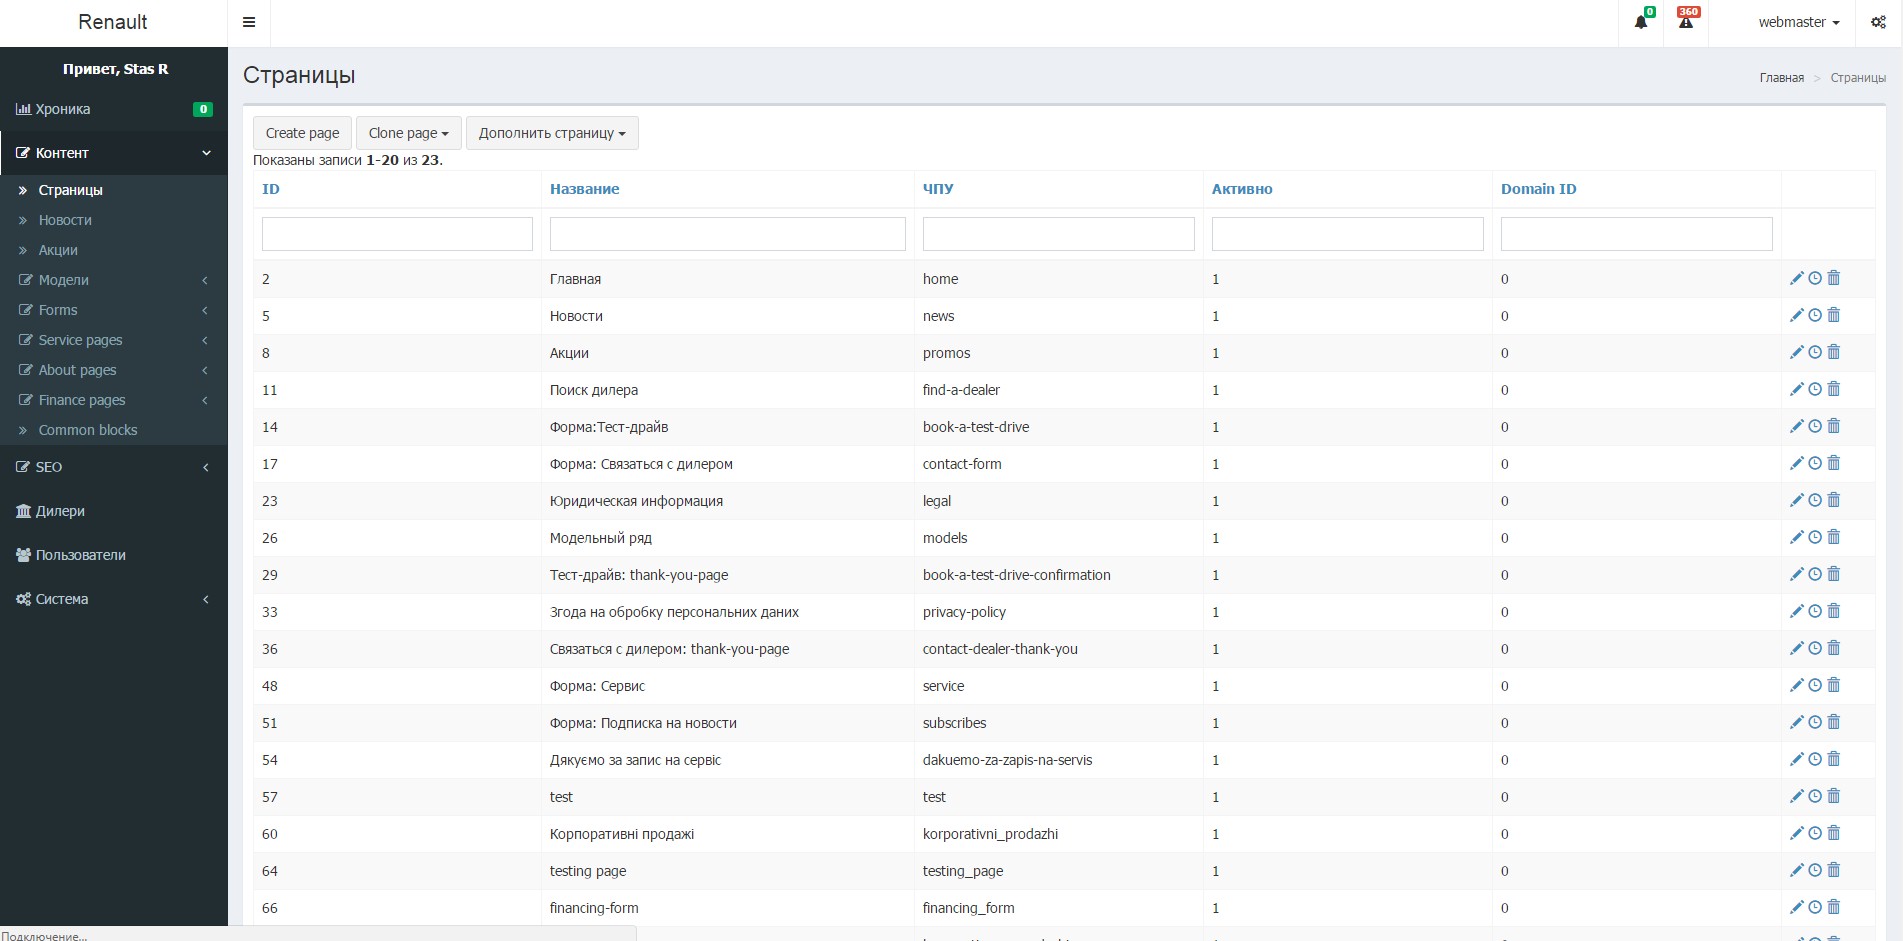 Renault
0
360
webmaster
Привет, Stas R
Хроника 0
Контент
Страницы
Новости
Акции
Модели
Forms
Service pages
About pages
Finance pages
Common blocks
SEO
Дилери
Пользователи
Система
Страницы
Главная > Страницы
Create page Clone page Дополнить страницу
Показаны записи 1-20 из 23.
ID Название ЧПУ Активно Domain ID
2 Главная home 1 0
5 Новости news 1 0
8 Акции promos 1 0
11 Поиск дилера find-a-dealer 1 0
14 Форма:Тест-драйв book-a-test-drive 1 0
17 Форма: Связаться с дилером contact-form 1 0
23 Юридическая информация legal 1 0
26 Модельный ряд models 1 0
29 Тест-драйв: thank-you-page book-a-test-drive-confirmation 1 0
33 Згода на обробку персональних даних privacy-policy 1 0
36 Связаться с дилером: thank-you-page contact-dealer-thank-you 1 0
48 Форма: Сервис service 1 0
51 Форма: Подписка на новости subscribes 1 0
54 Дякуємо за запис на сервіс dakuemo-za-zapis-na-servis 1 0
57 test test 1 0
60 Корпоративні продажі korporativni_prodazhi 1 0
64 testing page testing_page 1 0
66 financing-form financing_form 1 0
Подключение...